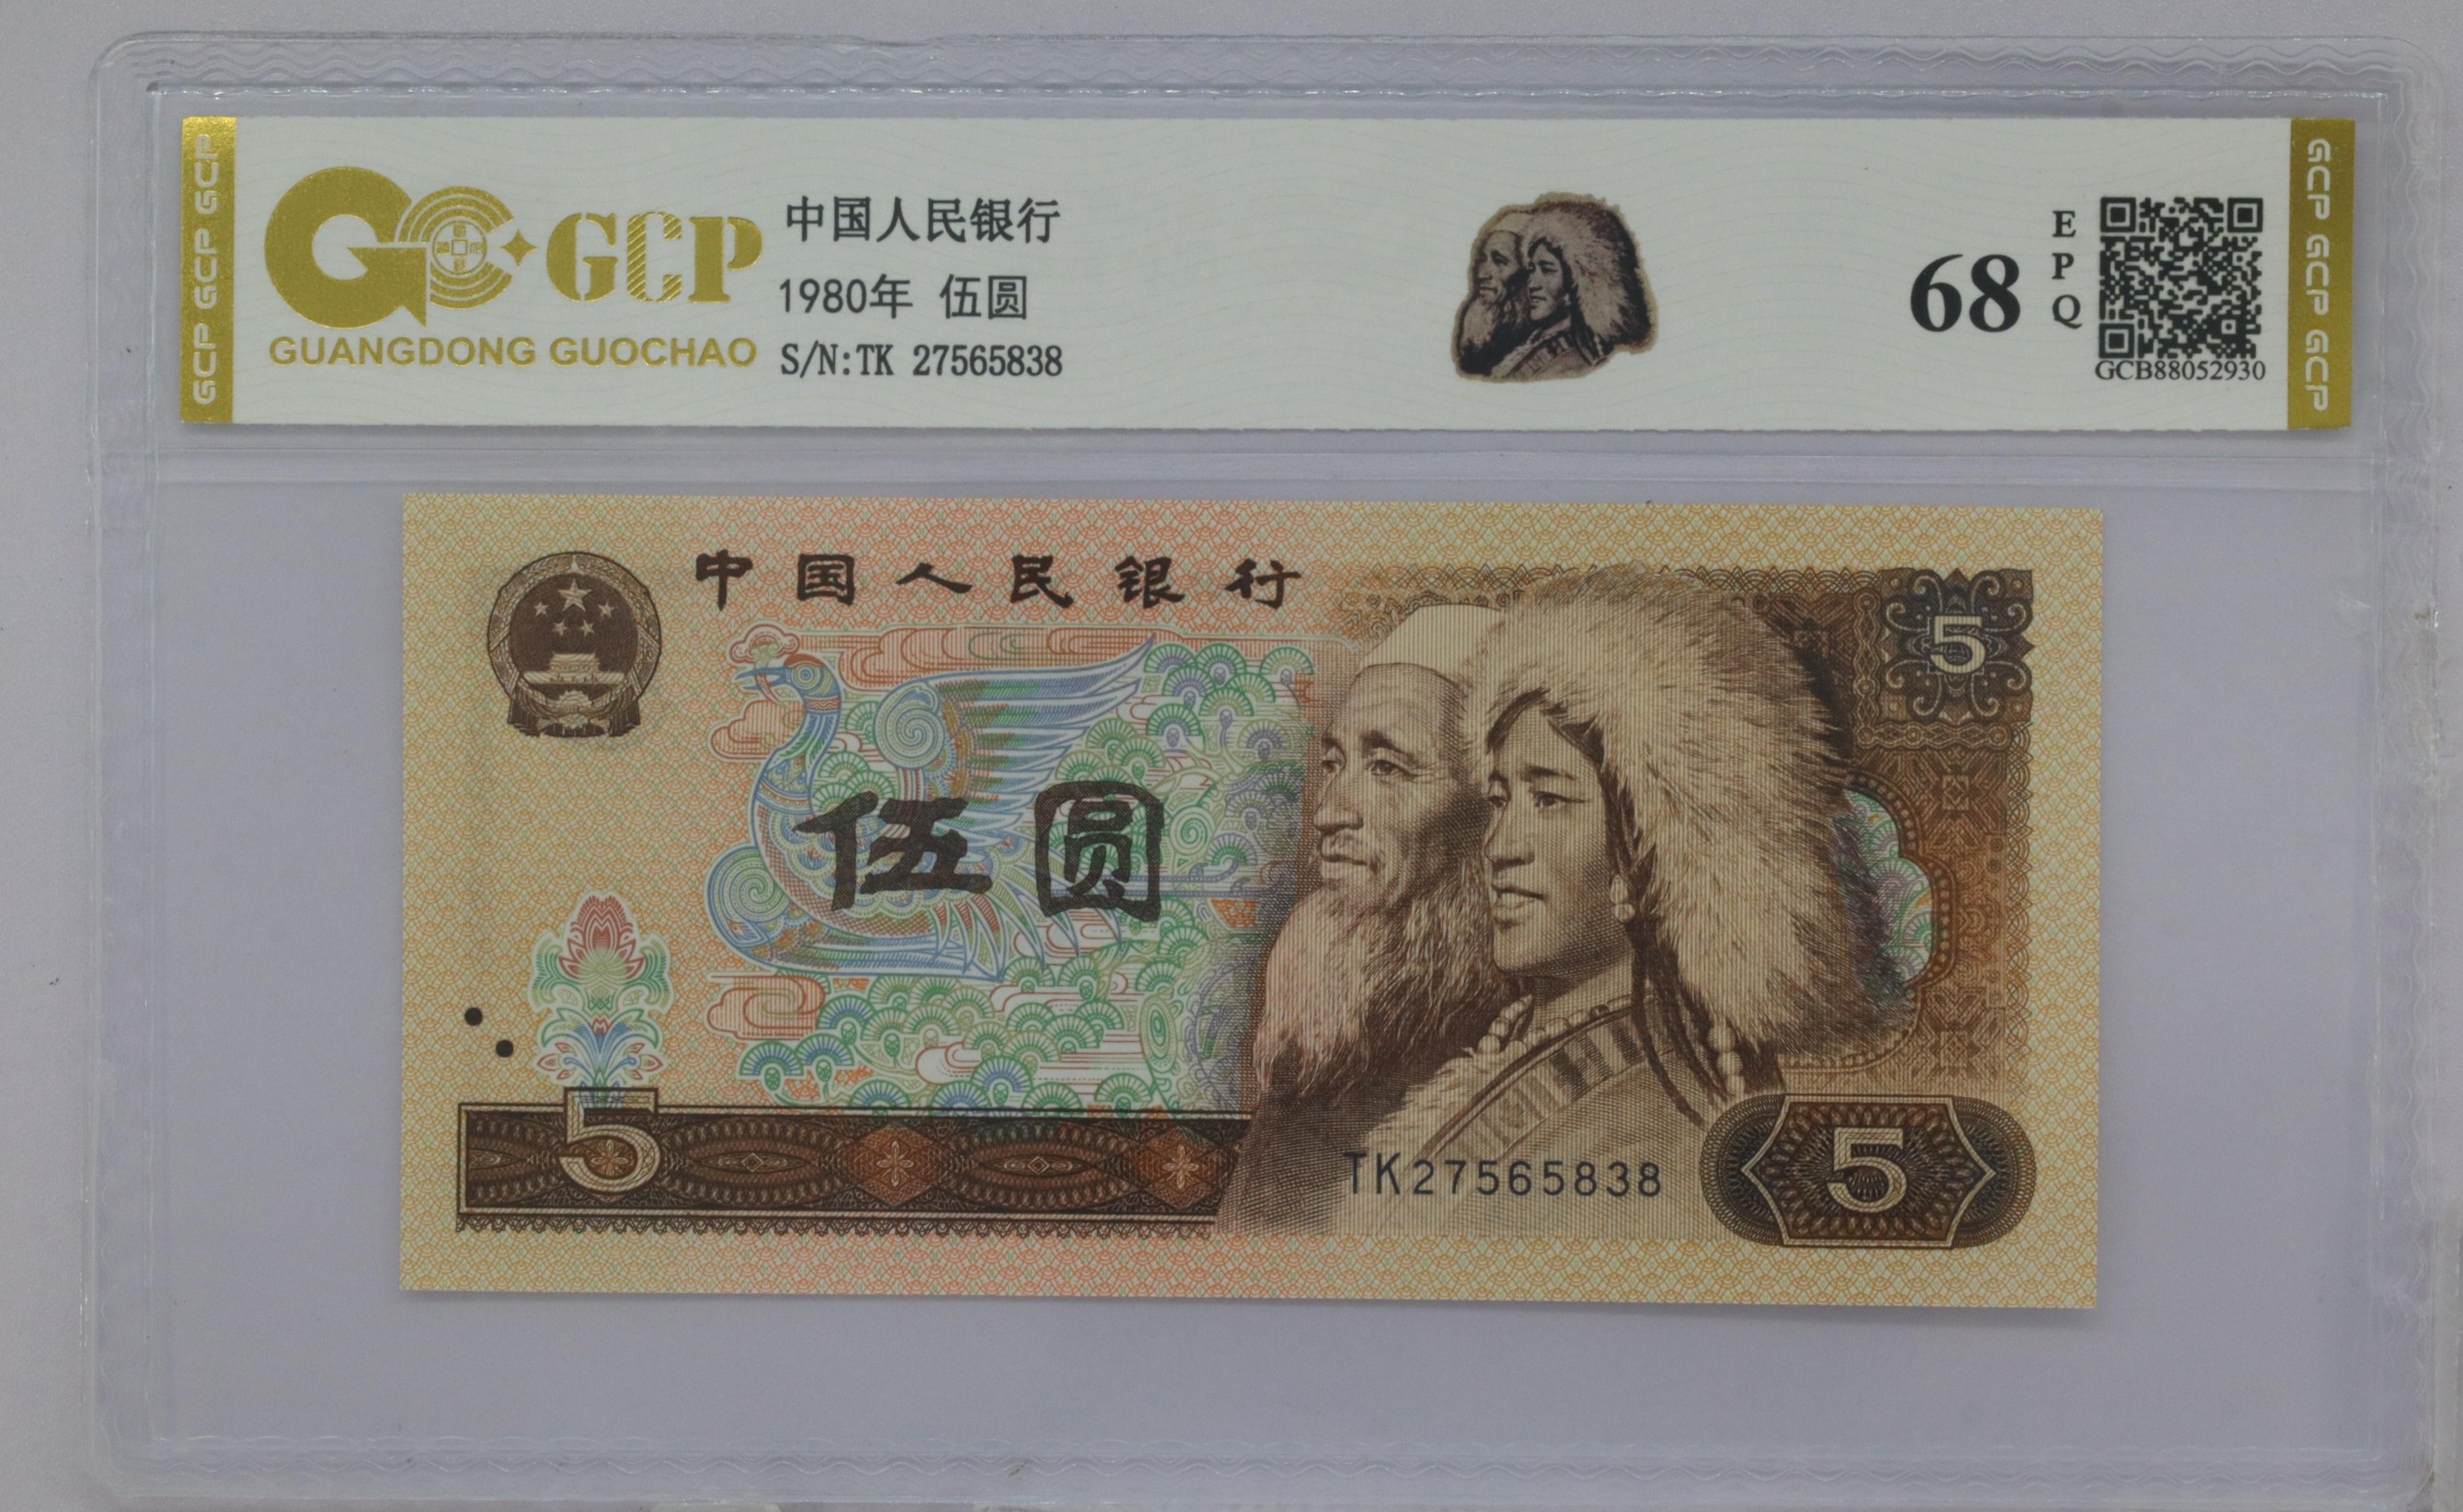 GCP GCP GCP
GCP
GUANGDONG GUOCHAO
中国人民银行
1980年 伍圆
S/N:TK 27565838
68
E
P
Q
GCB88052930
GCP GCP GCP
中国人民银行
5
伍圆
5
TK27565838
5